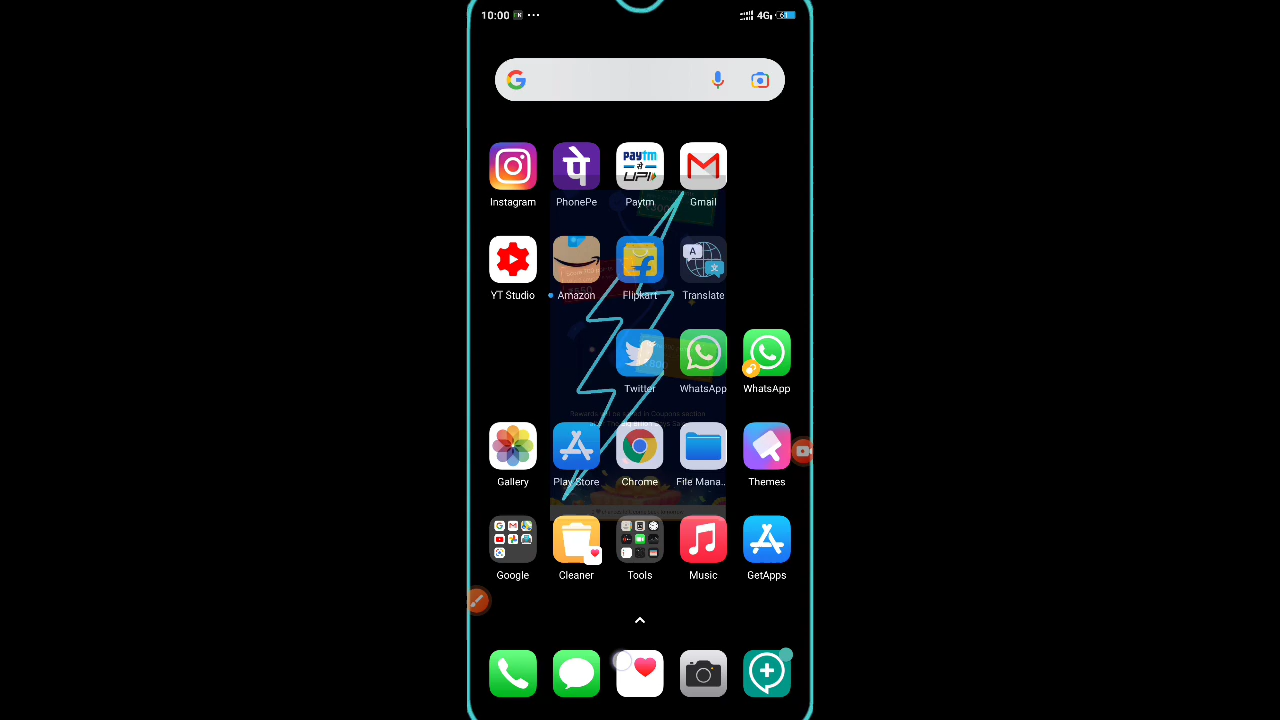 10:00 4G 61
Instagram PhonePe Paytm Gmail
YT Studio Amazon Flipkart Translate
Twitter WhatsApp WhatsApp
Gallery Play Store Chrome File Mana.. Themes
Google Cleaner Tools Music GetApps